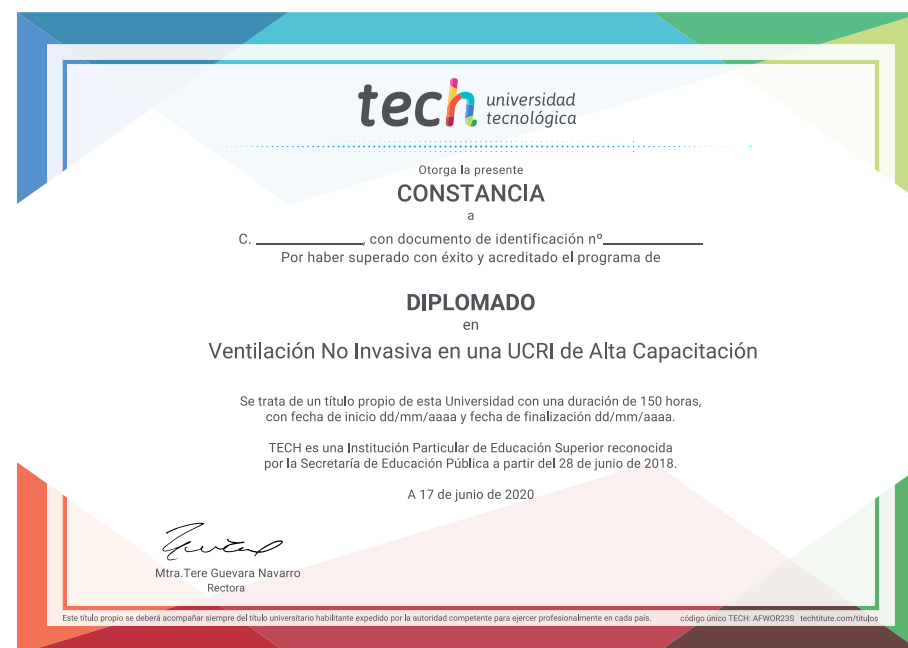 tech universidad
tecnológica
Otorga la presente
CONSTANCIA
a
C. ____________, con documento de identificación nº____________
Por haber superado con éxito y acreditado el programa de
DIPLOMADO
en
Ventilación No Invasiva en una UCRI de Alta Capacitación
Se trata de un título propio de esta Universidad con una duración de 150 horas,
con fecha de inicio dd/mm/aaaa y fecha de finalización dd/mm/aaaa.
TECH es una Institución Particular de Educación Superior reconocida
por la Secretaría de Educación Pública a partir del 28 de junio de 2018.
A 17 de junio de 2020
Mtra.Tere Guevara Navarro
Rectora
Este título propio se deberá acompañar siempre del título universitario habilitante expedido por la autoridad competente para ejercer profesionalmente en cada país. código único TECH: AFWOR23S techtitute.com/titulos